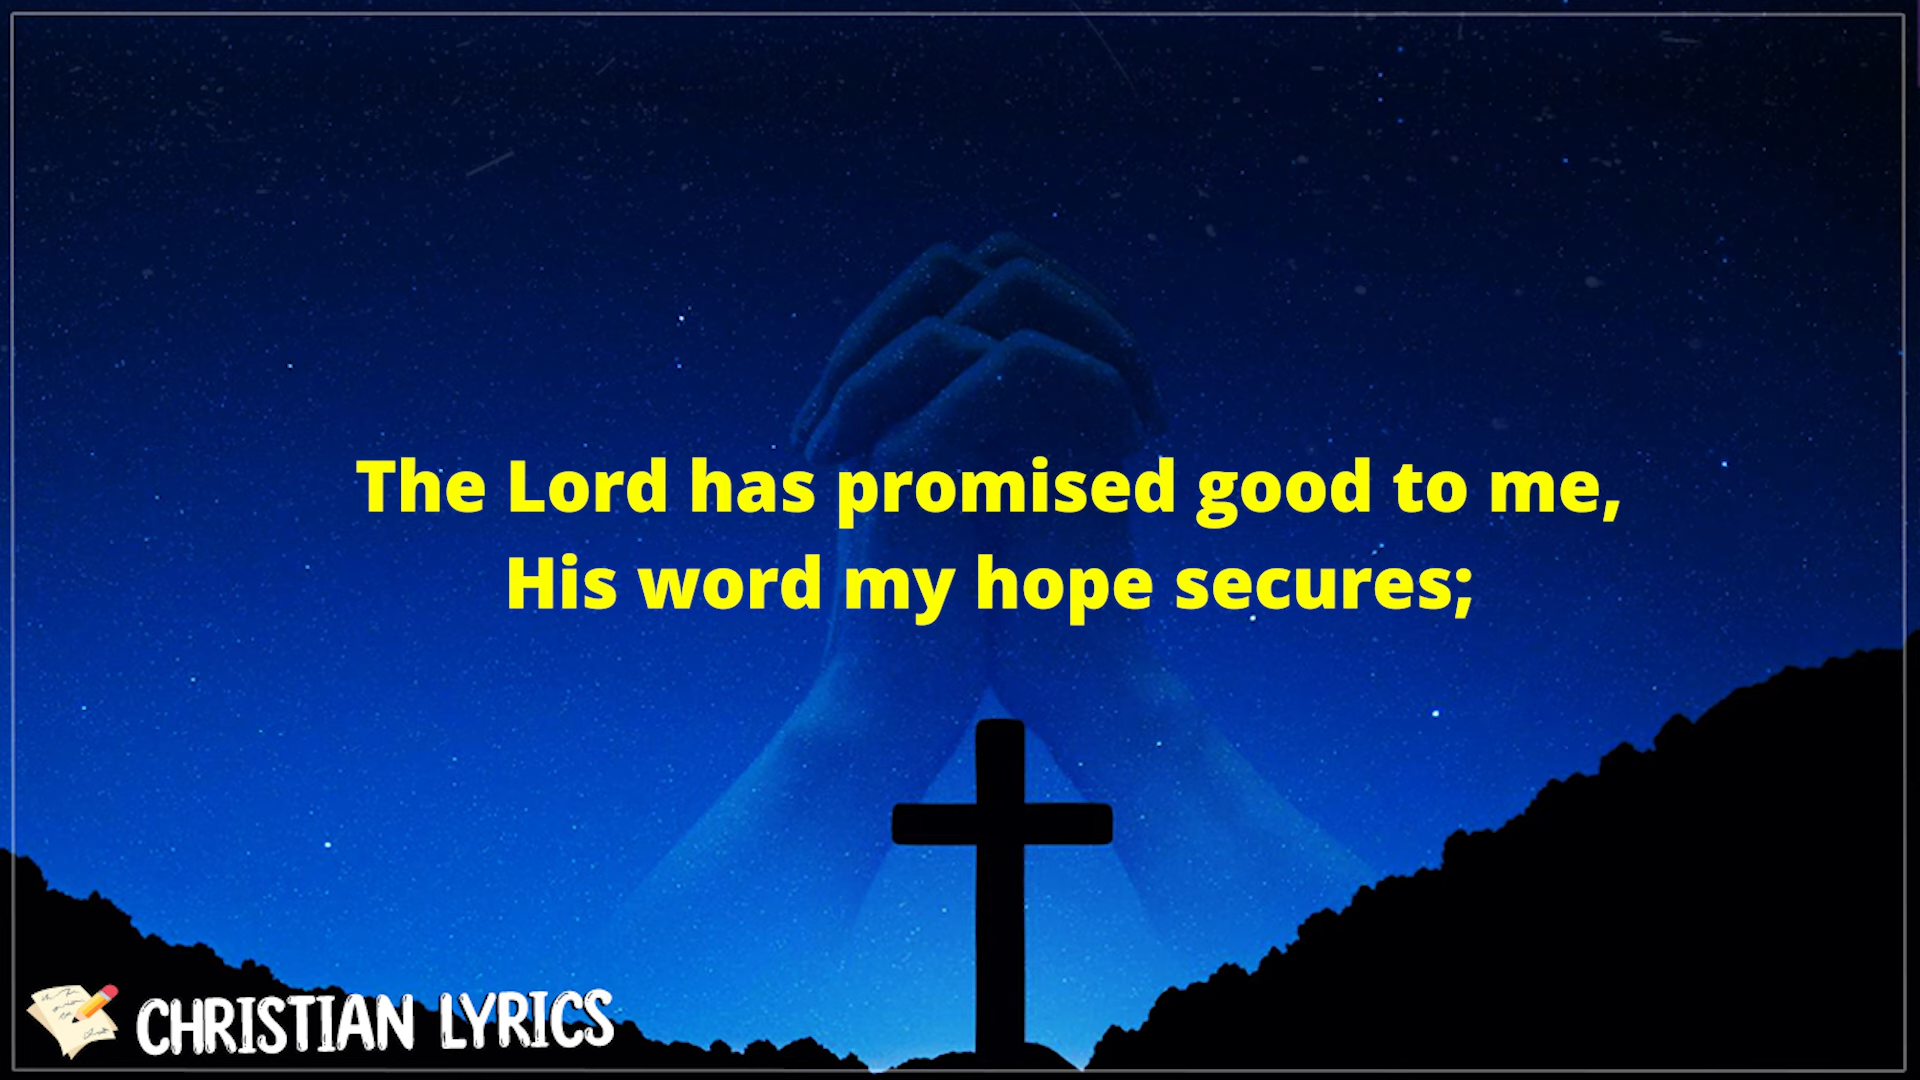 The Lord has promised good to me,
His word my hope secures;
CHRISTIAN LYRICS